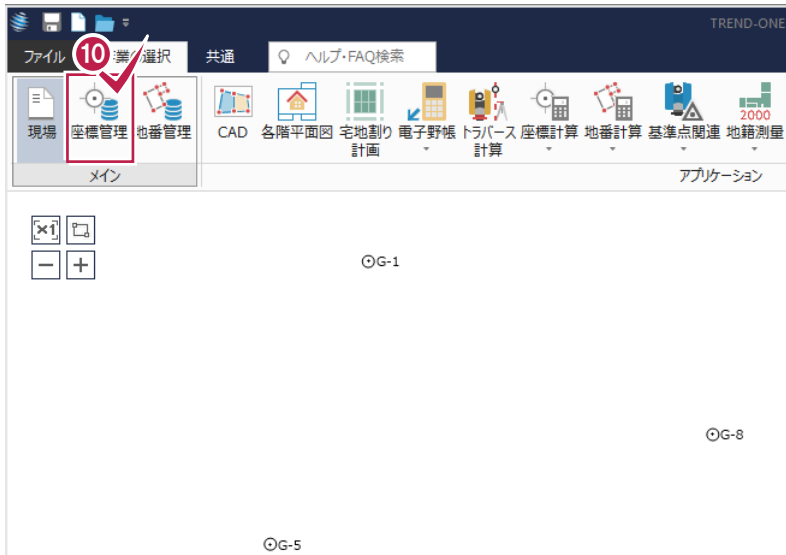 TREND-ONE
ファイル 作業の選択 共通 ヘルプ・FAQ検索
10
現場 座標管理 地番管理 CAD 各階平面図 宅地割り計画 電子野帳 トラバース計算 座標計算 地番計算 基準点関連 地籍測量
2000
メイン アプリケーション
×1
G-1
G-8
G-5